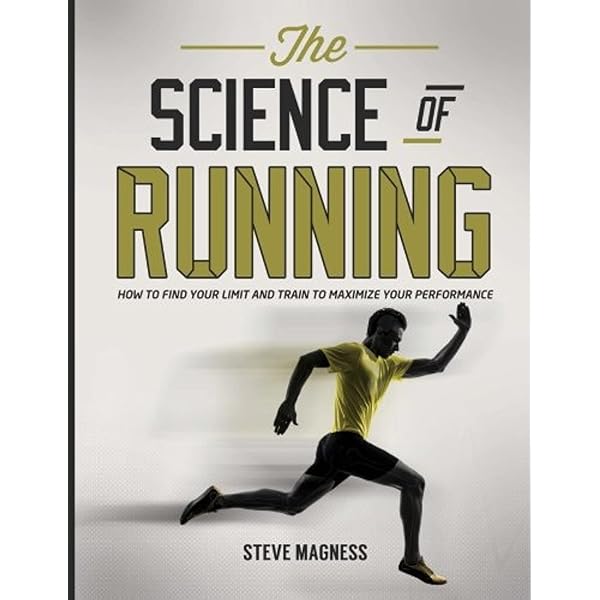 The
SCIENCE OF
RUNNING
HOW TO FIND YOUR LIMIT AND TRAIN TO MAXIMIZE YOUR PERFORMANCE
STEVE MAGNESS